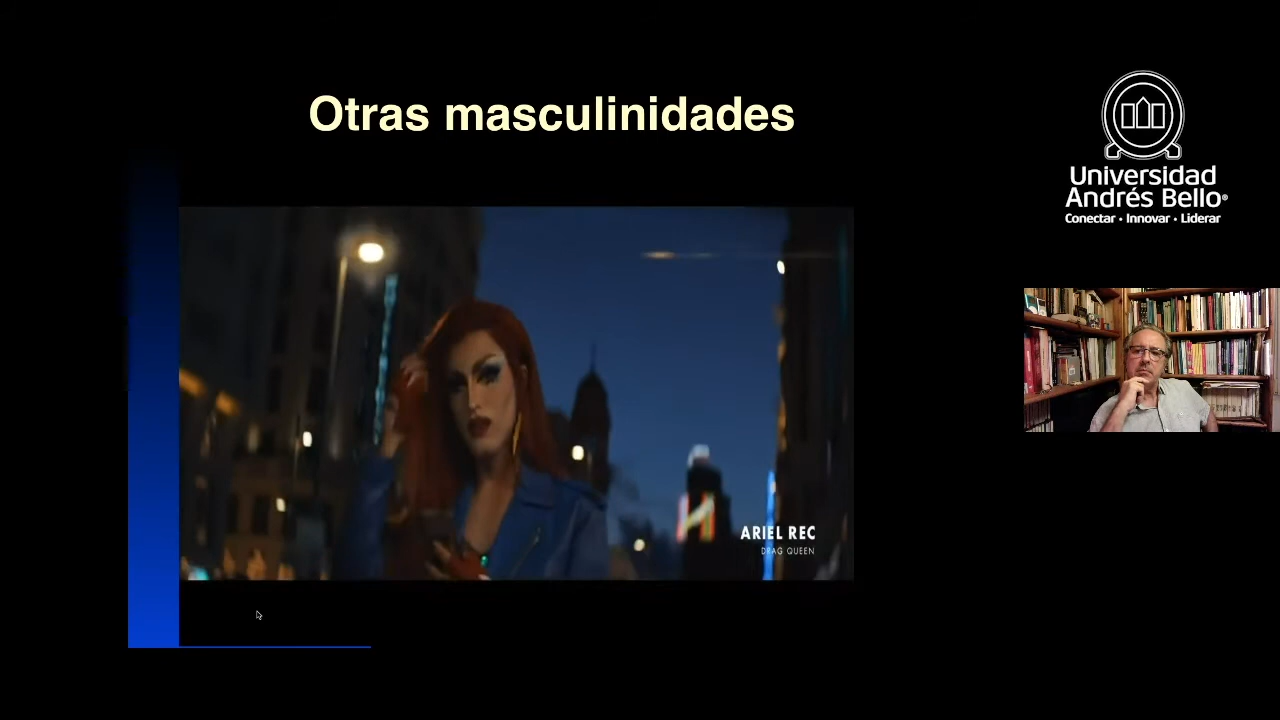 Otras masculinidades
Universidad
Andrés Bello®
Conectar • Innovar • Liderar
ARIEL REC
DRAG QUEEN